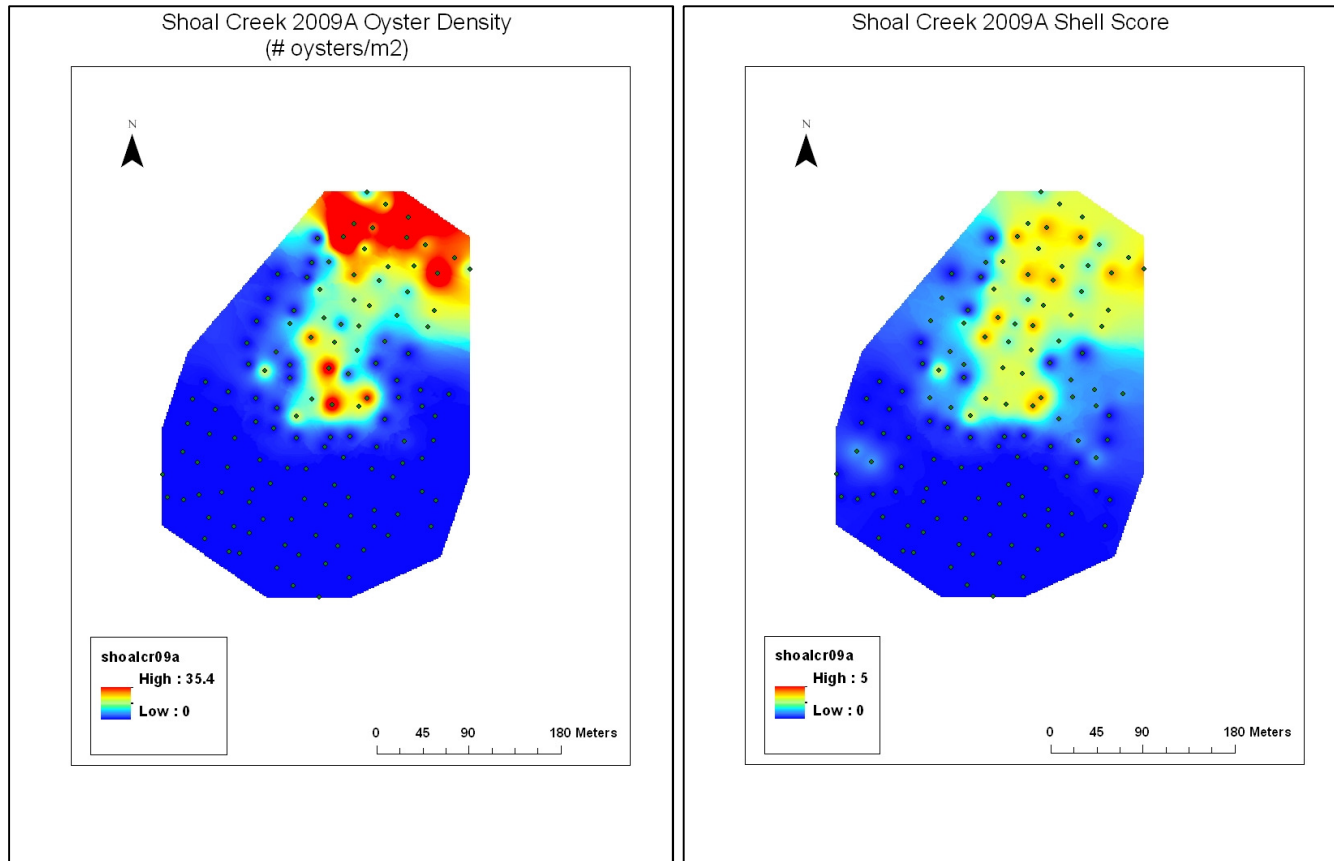 Shoal Creek 2009A Oyster Density
(# oysters/m2)
N
shoalcr09a
High : 35.4
Low : 0
0 45 90 180 Meters
Shoal Creek 2009A Shell Score
N
shoalcr09a
High : 5
Low : 0
0 45 90 180 Meters